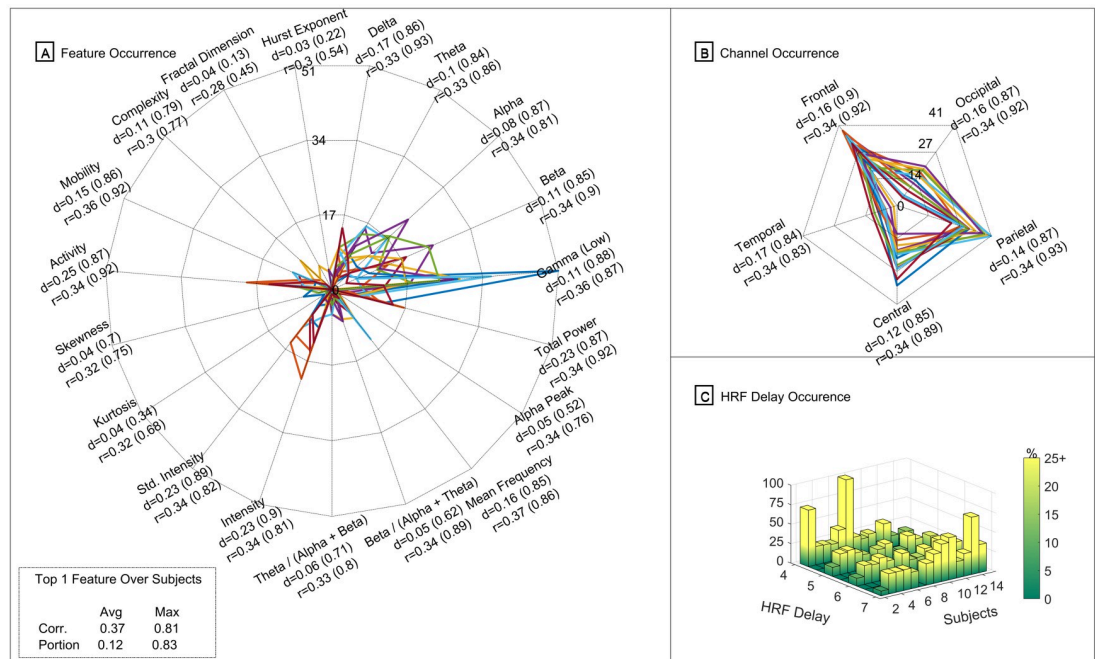 A Feature Occurrence
Hurst Exponent
d=0.03 (0.22)
r=0.3 (0.54)
Delta
d=0.17 (0.86)
r=0.33 (0.93)
Theta
d=0.1 (0.84)
r=0.33 (0.86)
Alpha
d=0.08 (0.87)
r=0.34 (0.81)
Beta
d=0.11 (0.85)
r=0.34 (0.9)
Gamma (Low)
d=0.11 (0.88)
r=0.36 (0.87)
Total Power
d=0.23 (0.87)
r=0.34 (0.92)
Alpha Peak
d=0.05 (0.52)
r=0.34 (0.76)
Mean Frequency
d=0.16 (0.85)
r=0.37 (0.86)
Beta / (Alpha + Theta)
d=0.05 (0.62)
r=0.34 (0.89)
Theta / (Alpha + Beta)
d=0.06 (0.71)
r=0.33 (0.8)
Intensity
d=0.23 (0.9)
r=0.34 (0.81)
Std. Intensity
d=0.23 (0.89)
r=0.34 (0.82)
Kurtosis
d=0.04 (0.34)
r=0.32 (0.68)
Skewness
d=0.04 (0.7)
r=0.32 (0.75)
Activity
d=0.25 (0.87)
r=0.34 (0.92)
Mobility
d=0.15 (0.86)
r=0.36 (0.92)
Complexity
d=0.11 (0.79)
r=0.3 (0.77)
Fractal Dimension
d=0.04 (0.13)
r=0.28 (0.45)
51
34
17
0
Top 1 Feature Over Subjects
Avg Max
Corr. 0.37 0.81
Portion 0.12 0.83
B Channel Occurrence
Frontal
d=0.16 (0.9)
r=0.34 (0.92)
Occipital
d=0.16 (0.87)
r=0.34 (0.92)
Parietal
d=0.14 (0.87)
r=0.34 (0.93)
Central
d=0.12 (0.85)
r=0.34 (0.89)
Temporal
d=0.17 (0.84)
r=0.34 (0.83)
41
27
14
0
C HRF Delay Occurence
100
75
50
25
0
4
5
6
7
HRF Delay
2 4 6 8 10 12 14
Subjects
%
25+
20
15
10
5
0